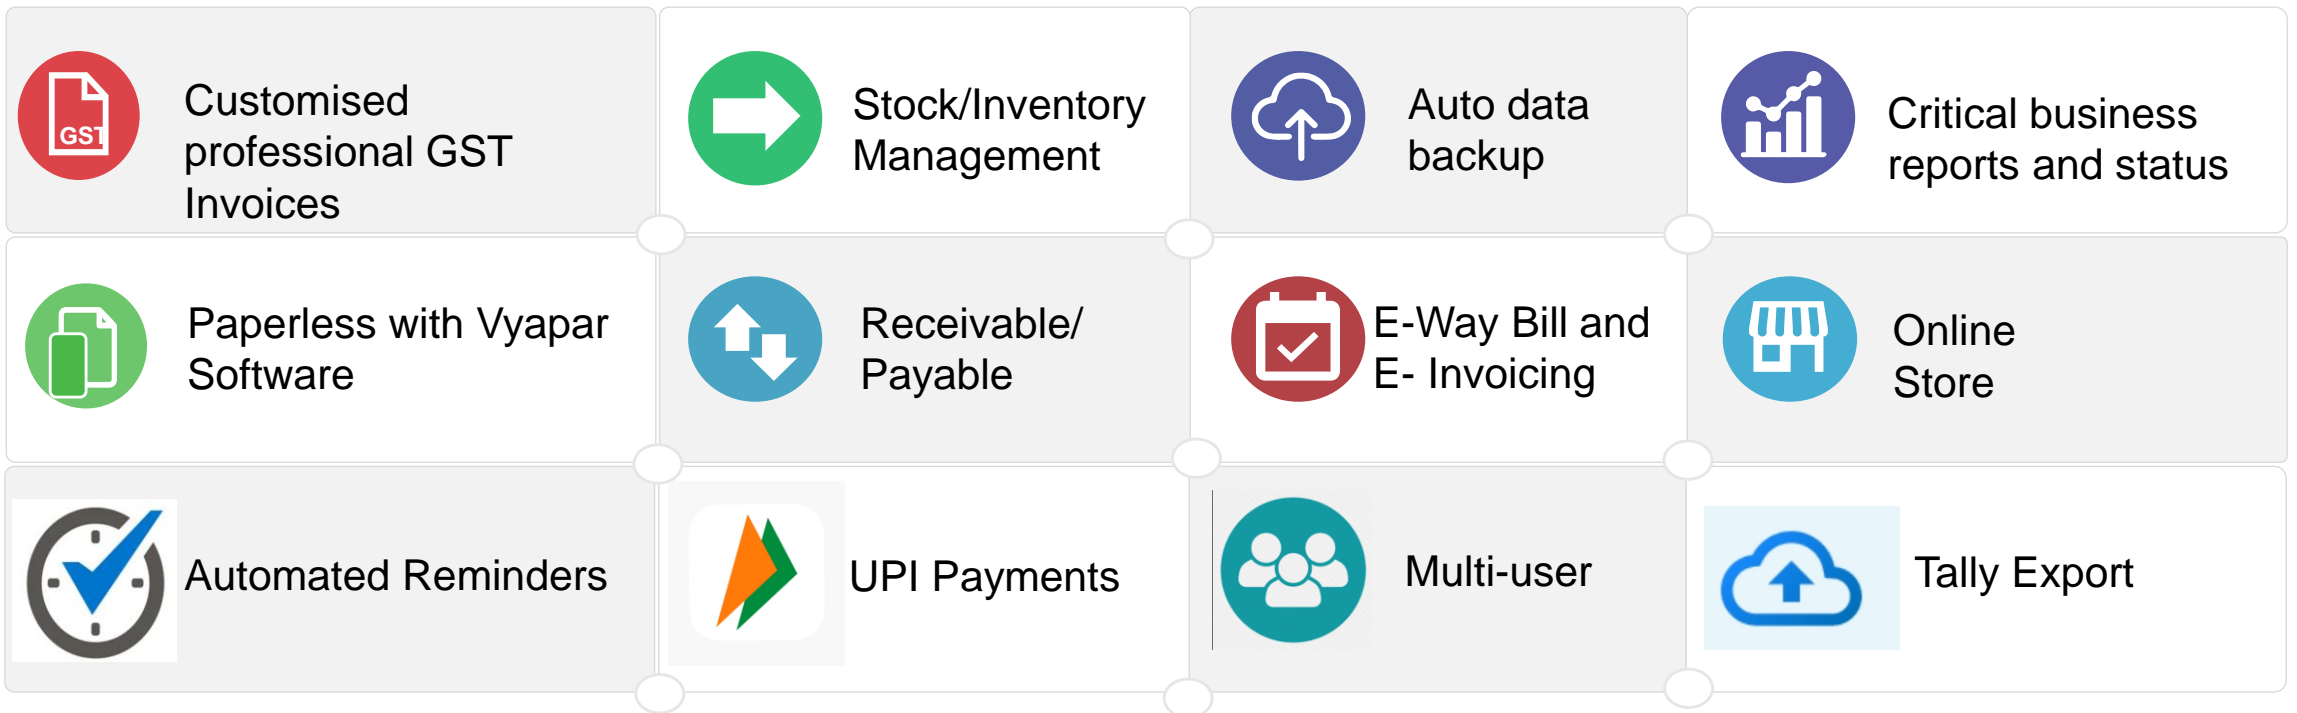 GST
Customised
professional GST
Invoices
Stock/Inventory
Management
Auto data
backup
Critical business
reports and status
Paperless with Vyapar
Software
Receivable/
Payable
E-Way Bill and
E- Invoicing
Online
Store
Automated Reminders
UPI Payments
Multi-user
Tally Export